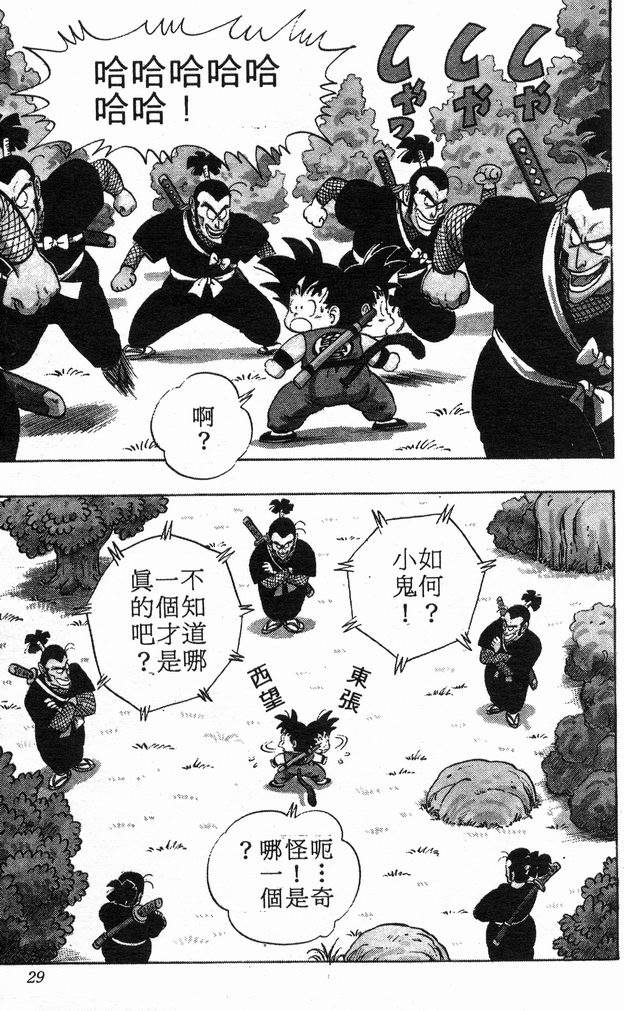 哈哈哈哈哈
哈哈！
しゃっ
しゃ
しゃ
啊
？
如何？
小鬼！
不知道哪
一個才是
眞的吧？
東張
西望
呃…奇
怪！是
哪一個
？
29